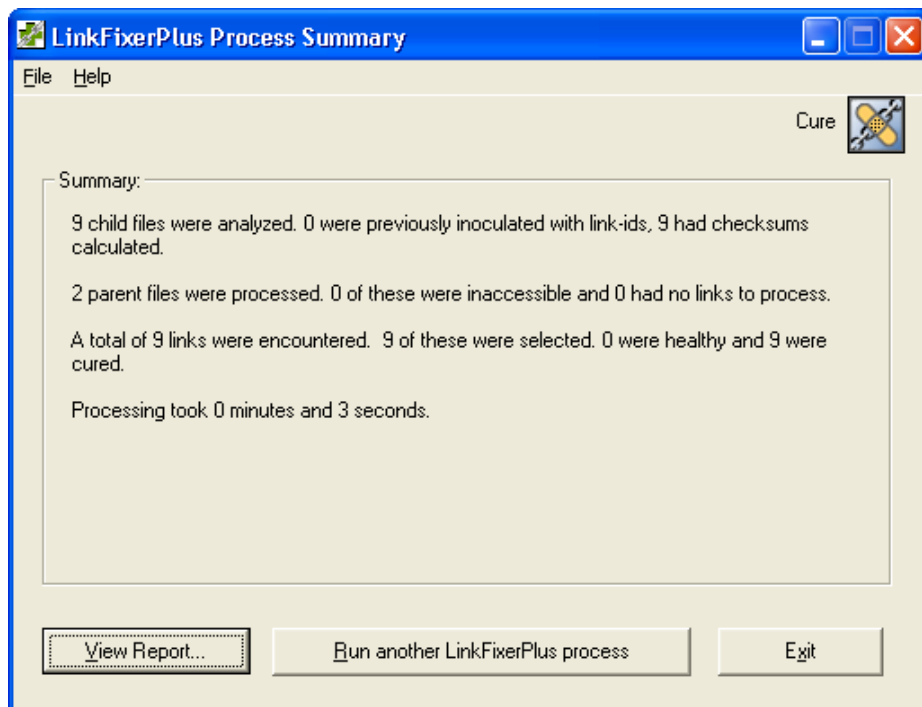 LinkFixerPlus Process Summary
File Help
Cure
Summary:
9 child files were analyzed. 0 were previously inoculated with link-ids, 9 had checksums
calculated.
2 parent files were processed. 0 of these were inaccessible and 0 had no links to process.
A total of 9 links were encountered.  9 of these were selected. 0 were healthy and 9 were
cured.
Processing took 0 minutes and 3 seconds.
View Report... Run another LinkFixerPlus process Exit